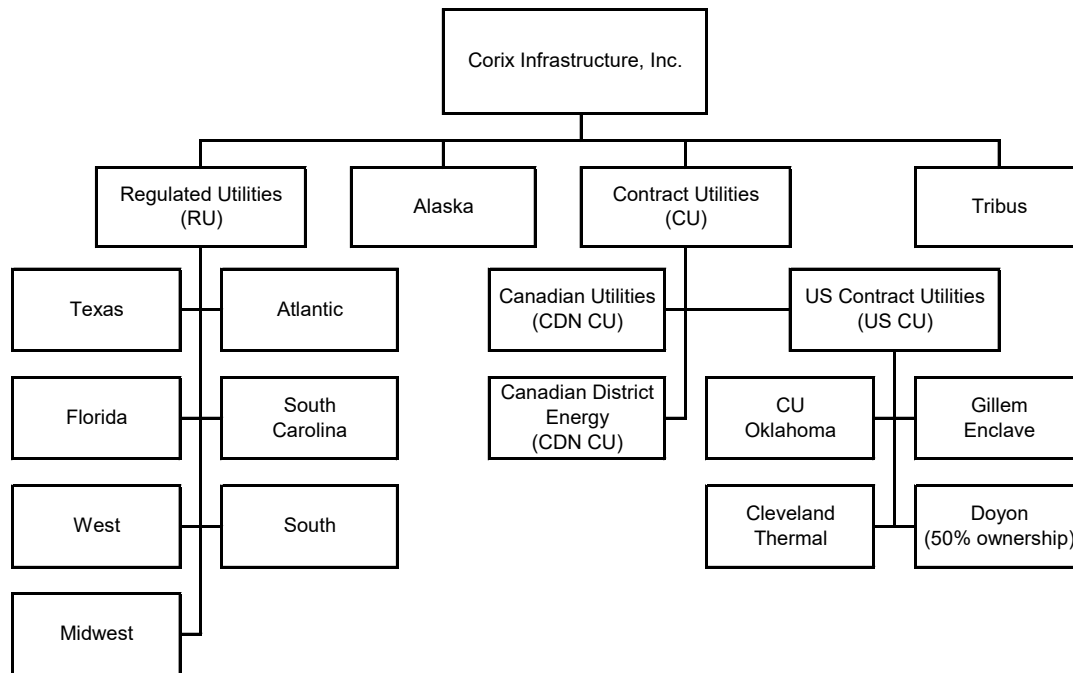 Corix Infrastructure, Inc.
Regulated Utilities
(RU)
Alaska
Contract Utilities
(CU)
Tribus
Texas
Atlantic
Canadian Utilities
(CDN CU)
US Contract Utilities
(US CU)
Florida
South
Carolina
Canadian District
Energy
(CDN CU)
CU
Oklahoma
Gillem
Enclave
West
South
Cleveland
Thermal
Doyon
(50% ownership)
Midwest